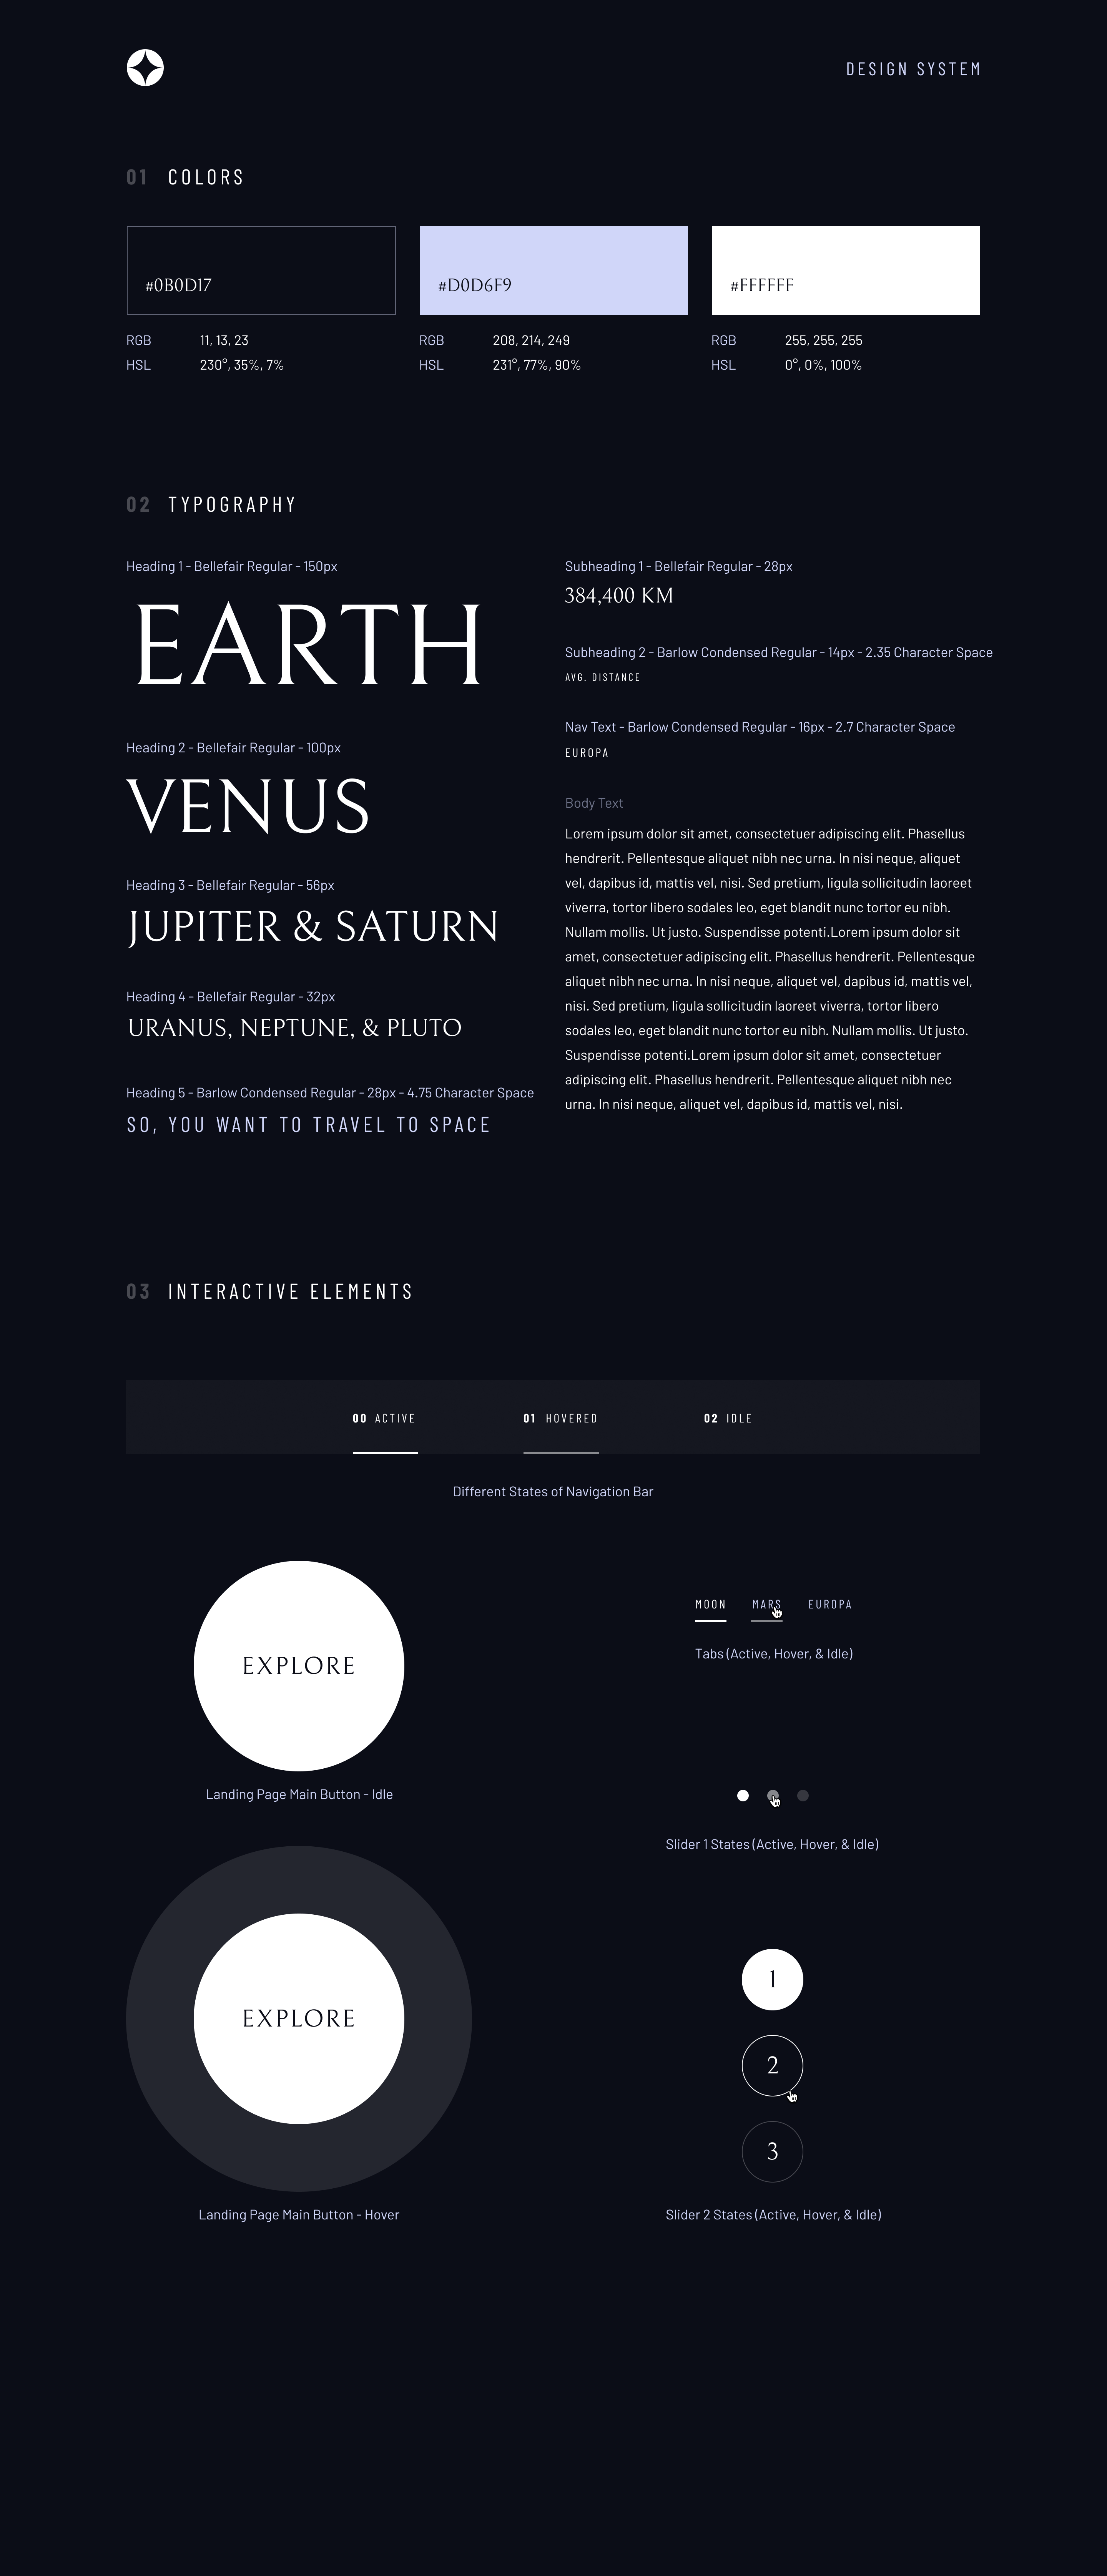 DESIGN SYSTEM
01 COLORS
#0B0D17
#D0D6F9
#FFFFFF
RGB 11, 13, 23
HSL 230°, 35%, 7%
RGB 208, 214, 249
HSL 231°, 77%, 90%
RGB 255, 255, 255
HSL 0°, 0%, 100%
02 TYPOGRAPHY
Heading 1 - Bellefair Regular - 150px
EARTH
Heading 2 - Bellefair Regular - 100px
VENUS
Heading 3 - Bellefair Regular - 56px
JUPITER & SATURN
Heading 4 - Bellefair Regular - 32px
URANUS, NEPTUNE, & PLUTO
Heading 5 - Barlow Condensed Regular - 28px - 4.75 Character Space
SO, YOU WANT TO TRAVEL TO SPACE
Subheading 1 - Bellefair Regular - 28px
384,400 KM
Subheading 2 - Barlow Condensed Regular - 14px - 2.35 Character Space
AVG. DISTANCE
Nav Text - Barlow Condensed Regular - 16px - 2.7 Character Space
EUROPA
Body Text
Lorem ipsum dolor sit amet, consectetuer adipiscing elit. Phasellus
hendrerit. Pellentesque aliquet nibh nec urna. In nisi neque, aliquet
vel, dapibus id, mattis vel, nisi. Sed pretium, ligula sollicitudin laoreet
viverra, tortor libero sodales leo, eget blandit nunc tortor eu nibh.
Nullam mollis. Ut justo. Suspendisse potenti.Lorem ipsum dolor sit
amet, consectetuer adipiscing elit. Phasellus hendrerit. Pellentesque
aliquet nibh nec urna. In nisi neque, aliquet vel, dapibus id, mattis vel,
nisi. Sed pretium, ligula sollicitudin laoreet viverra, tortor libero
sodales leo, eget blandit nunc tortor eu nibh. Nullam mollis. Ut justo.
Suspendisse potenti.Lorem ipsum dolor sit amet, consectetuer
adipiscing elit. Phasellus hendrerit. Pellentesque aliquet nibh nec
urna. In nisi neque, aliquet vel, dapibus id, mattis vel, nisi.
03 INTERACTIVE ELEMENTS
00 ACTIVE 01 HOVERED 02 IDLE
Different States of Navigation Bar
EXPLORE
Landing Page Main Button - Idle
EXPLORE
Landing Page Main Button - Hover
MOON MARS EUROPA
Tabs (Active, Hover, & Idle)
Slider 1 States (Active, Hover, & Idle)
1
2
3
Slider 2 States (Active, Hover, & Idle)